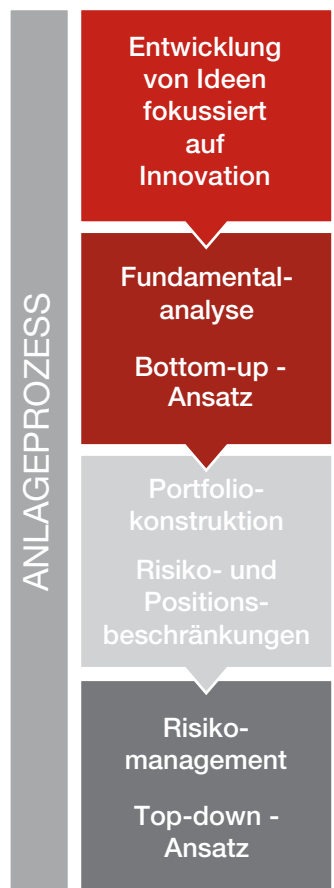 ANLAGEPROZESS
Entwicklung
von Ideen
fokussiert
auf
Innovation
Fundamental-
analyse
Bottom-up -
Ansatz
Portfolio-
konstruktion
Risiko- und
Positions-
beschränkungen
Risiko-
management
Top-down -
Ansatz